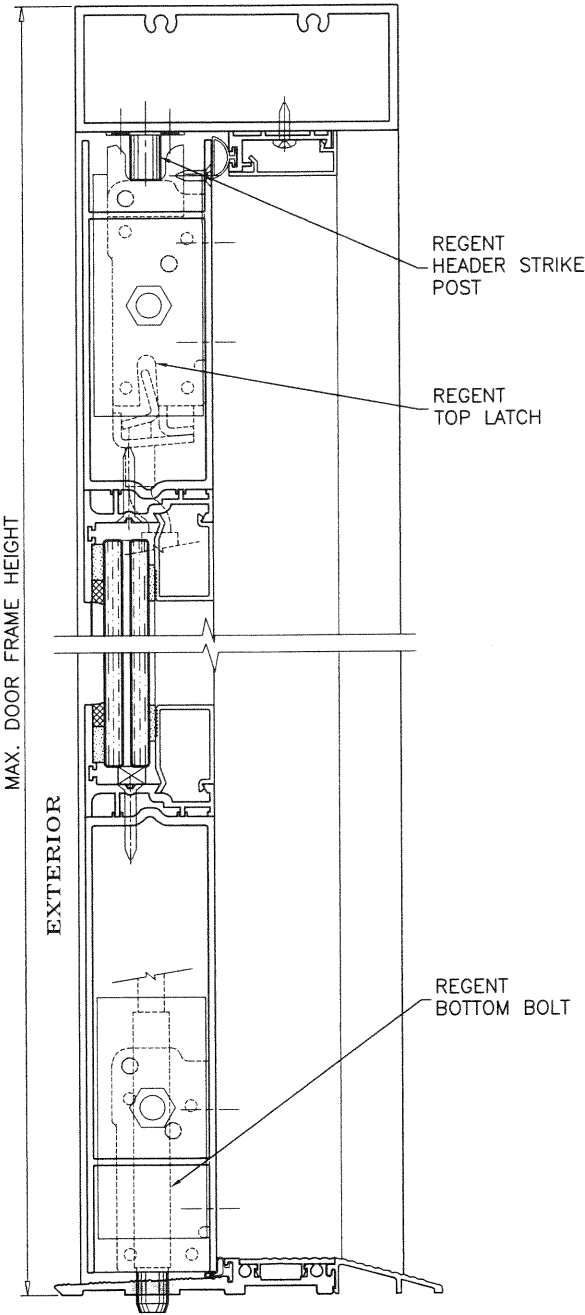 REGENT
HEADER STRIKE
POST
REGENT
TOP LATCH
MAX. DOOR FRAME HEIGHT
EXTERIOR
REGENT
BOTTOM BOLT